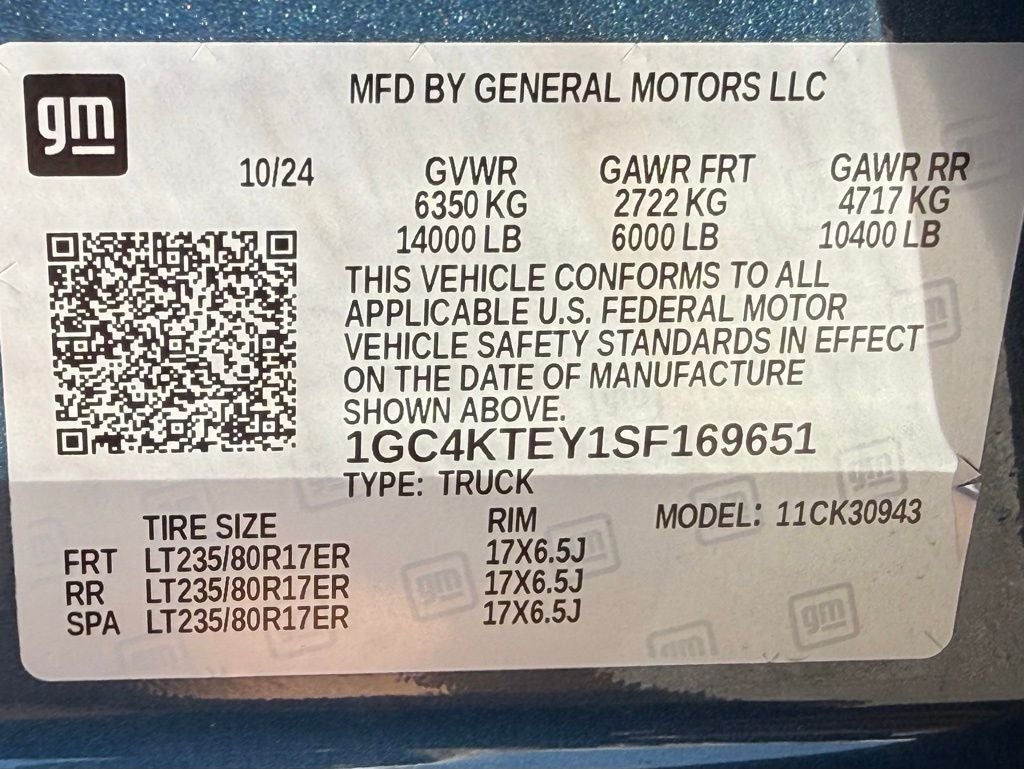 gm
MFD BY GENERAL MOTORS LLC
10/24 GVWR GAWR FRT GAWR RR
6350 KG 2722 KG 4717 KG
14000 LB 6000 LB 10400 LB
THIS VEHICLE CONFORMS TO ALL
APPLICABLE U.S. FEDERAL MOTOR
VEHICLE SAFETY STANDARDS IN EFFECT
ON THE DATE OF MANUFACTURE
SHOWN ABOVE.
1GC4KTEY1SF169651
TYPE: TRUCK
TIRE SIZE RIM MODEL: 11CK30943
FRT LT235/80R17ER 17X6.5J
RR LT235/80R17ER 17X6.5J
SPA LT235/80R17ER 17X6.5J